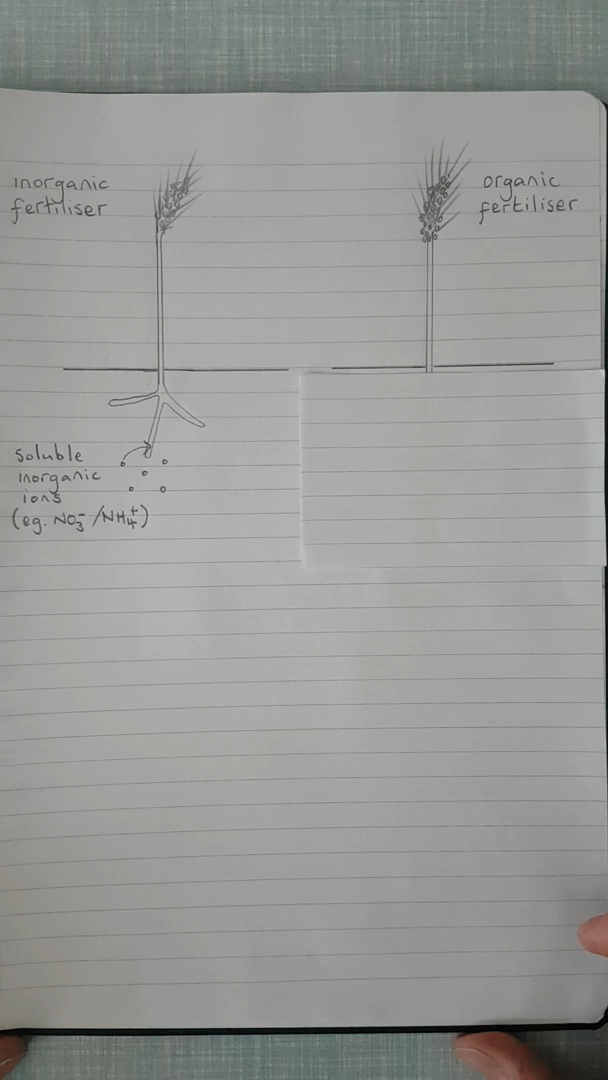 inorganic
fertiliser
organic
fertiliser
soluble
inorganic
ions
(eg. NO₃⁻/NH₄⁺)